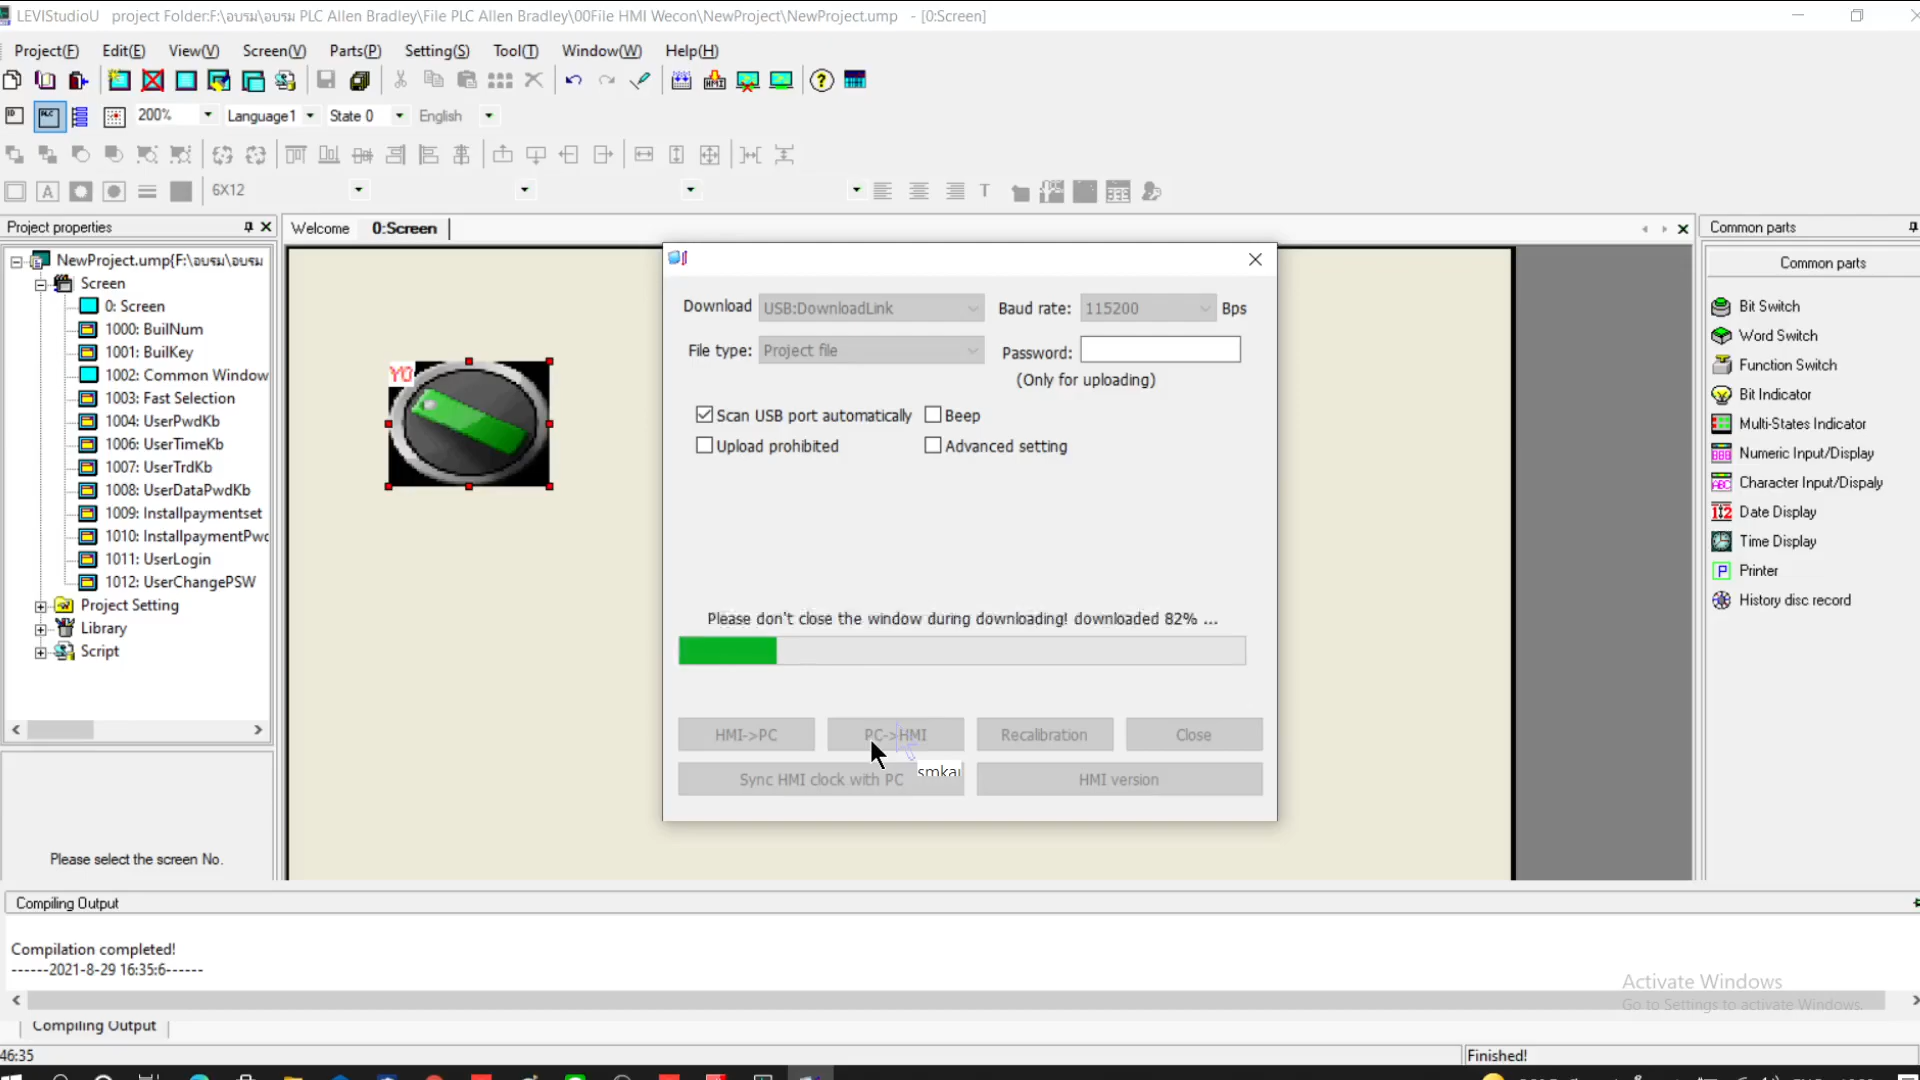 LEVIStudioU project Folder:F:\อบรม\อบรม PLC Allen Bradley\File PLC Allen Bradley\00File HMI Wecon\NewProject\NewProject.ump - [0:Screen]
Project(F) Edit(E) View(V) Screen(V) Parts(P) Setting(S) Tool(T) Window(W) Help(H)
200% Language1 State 0 English
6X12
Project properties
Welcome 0:Screen
Common parts
NewProject.ump{F:\อบรม\อบรม
Screen
0: Screen
1000: BuilNum
1001: BuilKey
1002: Common Window
1003: Fast Selection
1004: UserPwdKb
1006: UserTimeKb
1007: UserTrdKb
1008: UserDataPwdKb
1009: Installpaymentset
1010: InstallpaymentPwd
1011: UserLogin
1012: UserChangePSW
Project Setting
Library
Script
Please select the screen No.
Y0
Download USB:DownloadLink Baud rate: 115200 Bps
File type: Project file Password:
(Only for uploading)
Scan USB port automatically Beep
Upload prohibited Advanced setting
Please don't close the window during downloading! downloaded 82% ...
HMI->PC PC->HMI Recalibration Close
Sync HMI clock with PC HMI version
Common parts
Bit Switch
Word Switch
Function Switch
Bit Indicator
Multi-States Indicator
Numeric Input/Display
Character Input/Dispaly
Date Display
Time Display
Printer
History disc record
Compiling Output
Compilation completed!
------2021-8-29 16:35:6------
Activate Windows
Go to Settings to activate Windows.
Compiling Output
46:35
Finished!